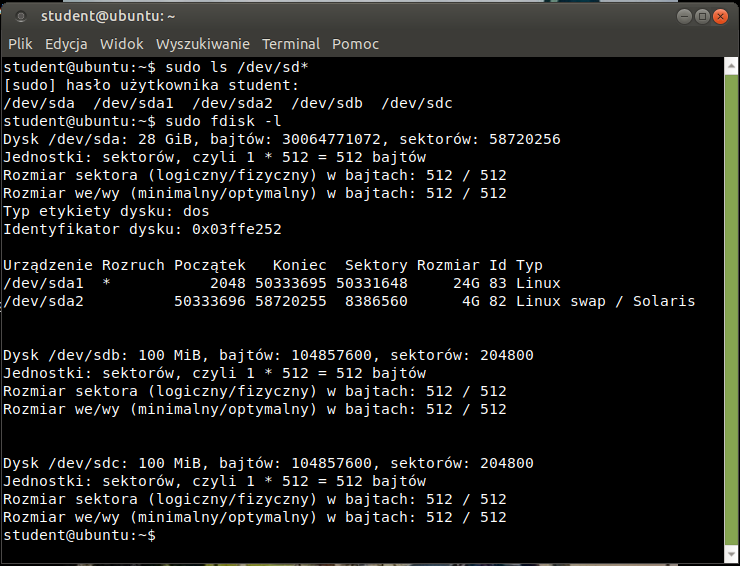 student@ubuntu: ~
Plik Edycja Widok Wyszukiwanie Terminal Pomoc
student@ubuntu:~$ sudo ls /dev/sd*
[sudo] hasło użytkownika student:
/dev/sda  /dev/sda1  /dev/sda2  /dev/sdb  /dev/sdc
student@ubuntu:~$ sudo fdisk -l
Dysk /dev/sda: 28 GiB, bajtów: 30064771072, sektorów: 58720256
Jednostki: sektorów, czyli 1 * 512 = 512 bajtów
Rozmiar sektora (logiczny/fizyczny) w bajtach: 512 / 512
Rozmiar we/wy (minimalny/optymalny) w bajtach: 512 / 512
Typ etykiety dysku: dos
Identyfikator dysku: 0x03ffe252
Urządzenie Rozruch Początek   Koniec  Sektory Rozmiar Id Typ
/dev/sda1  *           2048 50333695 50331648     24G 83 Linux
/dev/sda2          50333696 58720255  8386560      4G 82 Linux swap / Solaris
Dysk /dev/sdb: 100 MiB, bajtów: 104857600, sektorów: 204800
Jednostki: sektorów, czyli 1 * 512 = 512 bajtów
Rozmiar sektora (logiczny/fizyczny) w bajtach: 512 / 512
Rozmiar we/wy (minimalny/optymalny) w bajtach: 512 / 512
Dysk /dev/sdc: 100 MiB, bajtów: 104857600, sektorów: 204800
Jednostki: sektorów, czyli 1 * 512 = 512 bajtów
Rozmiar sektora (logiczny/fizyczny) w bajtach: 512 / 512
Rozmiar we/wy (minimalny/optymalny) w bajtach: 512 / 512
student@ubuntu:~$